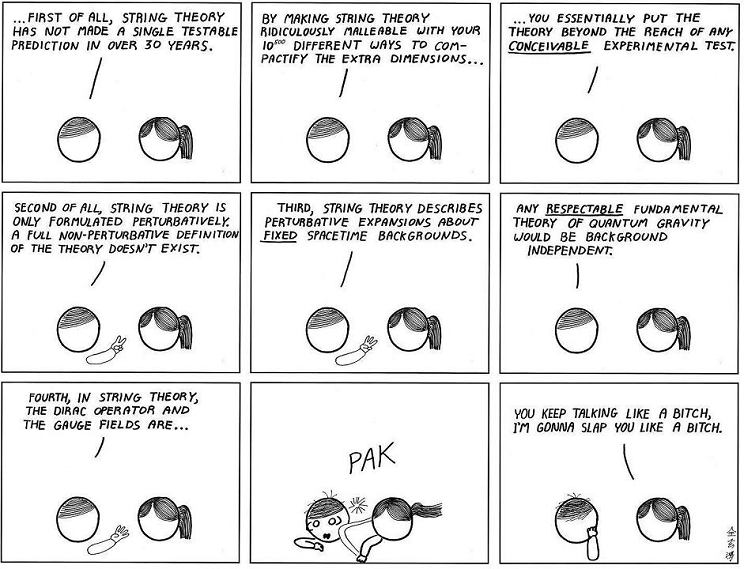 ...FIRST OF ALL, STRING THEORY
HAS NOT MADE A SINGLE TESTABLE
PREDICTION IN OVER 30 YEARS.
BY MAKING STRING THEORY
RIDICULOUSLY MALLEABLE WITH YOUR
10⁵⁰⁰ DIFFERENT WAYS TO COM-
PACTIFY THE EXTRA DIMENSIONS...
...YOU ESSENTIALLY PUT THE
THEORY BEYOND THE REACH OF ANY
CONCEIVABLE EXPERIMENTAL TEST.
SECOND OF ALL, STRING THEORY IS
ONLY FORMULATED PERTURBATIVELY.
A FULL NON-PERTURBATIVE DEFINITION
OF THE THEORY DOESN'T EXIST.
THIRD, STRING THEORY DESCRIBES
PERTURBATIVE EXPANSIONS ABOUT
FIXED SPACETIME BACKGROUNDS.
ANY RESPECTABLE FUNDAMENTAL
THEORY OF QUANTUM GRAVITY
WOULD BE BACKGROUND
INDEPENDENT.
FOURTH, IN STRING THEORY,
THE DIRAC OPERATOR AND
THE GAUGE FIELDS ARE...
PAK
YOU KEEP TALKING LIKE A BITCH,
I'M GONNA SLAP YOU LIKE A BITCH.